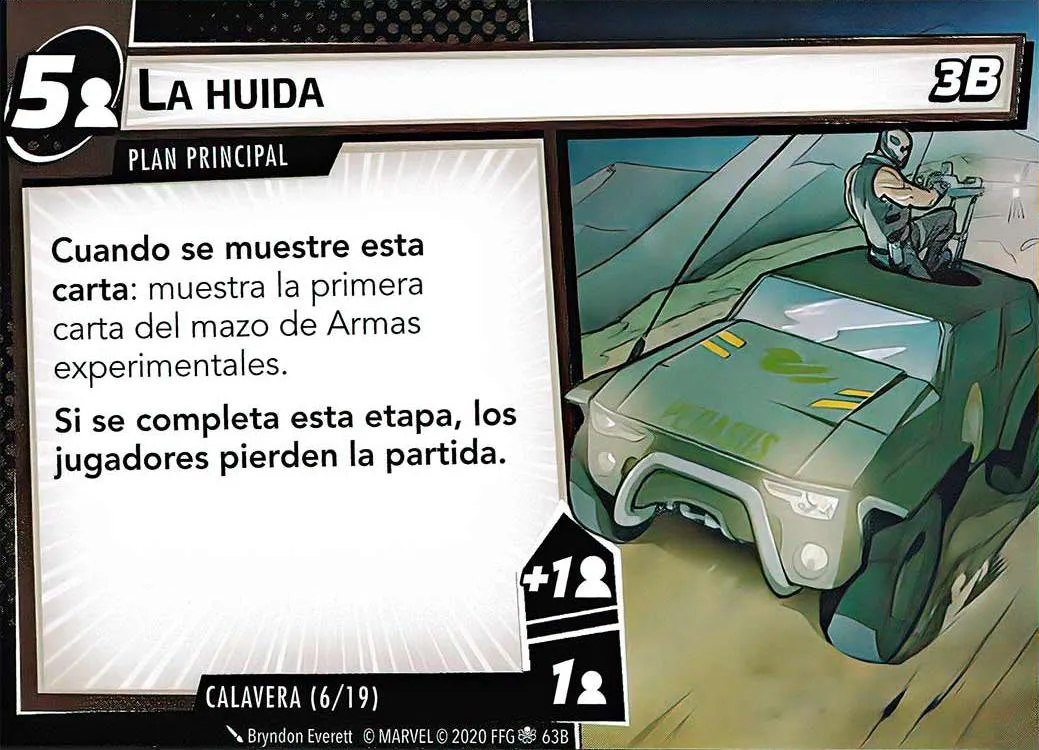 5
LA HUIDA
3B
PLAN PRINCIPAL
Cuando se muestre esta
carta: muestra la primera
carta del mazo de Armas
experimentales.
Si se completa esta etapa, los
jugadores pierden la partida.
PEGASUS
+1
1
CALAVERA (6/19)
Bryndon Everett © MARVEL © 2020 FFG 63B